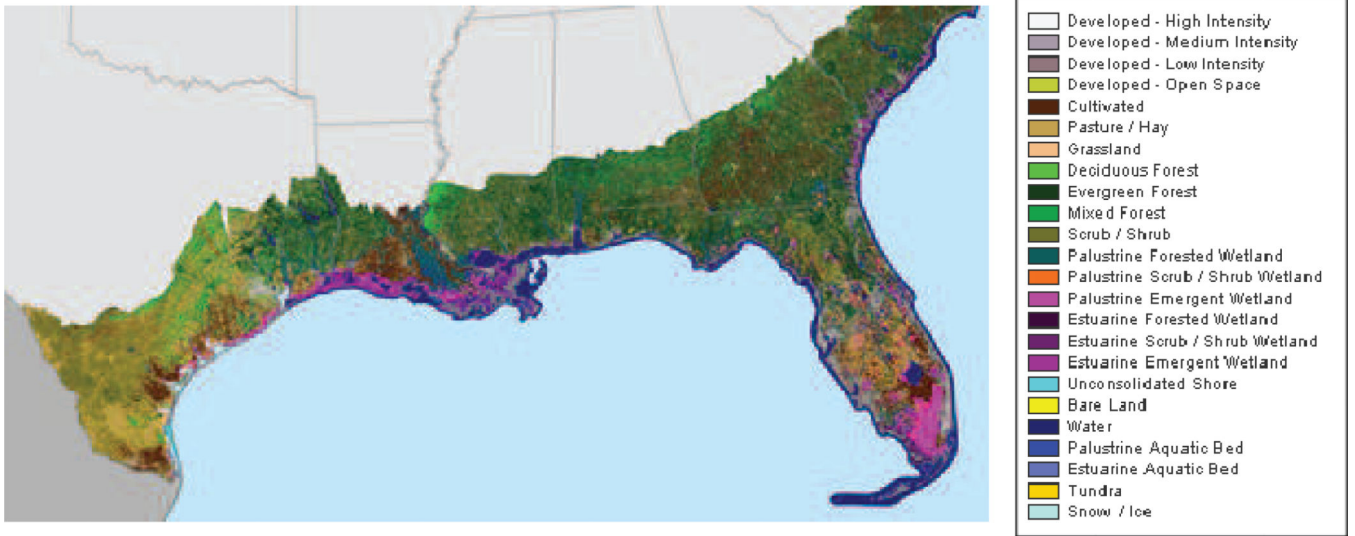 Developed - High Intensity
Developed - Medium Intensity
Developed - Low Intensity
Developed - Open Space
Cultivated
Pasture / Hay
Grassland
Deciduous Forest
Evergreen Forest
Mixed Forest
Scrub / Shrub
Palustrine Forested Wetland
Palustrine Scrub / Shrub Wetland
Palustrine Emergent Wetland
Estuarine Forested Wetland
Estuarine Scrub / Shrub Wetland
Estuarine Emergent Wetland
Unconsolidated Shore
Bare Land
Water
Palustrine Aquatic Bed
Estuarine Aquatic Bed
Tundra
Snow / Ice